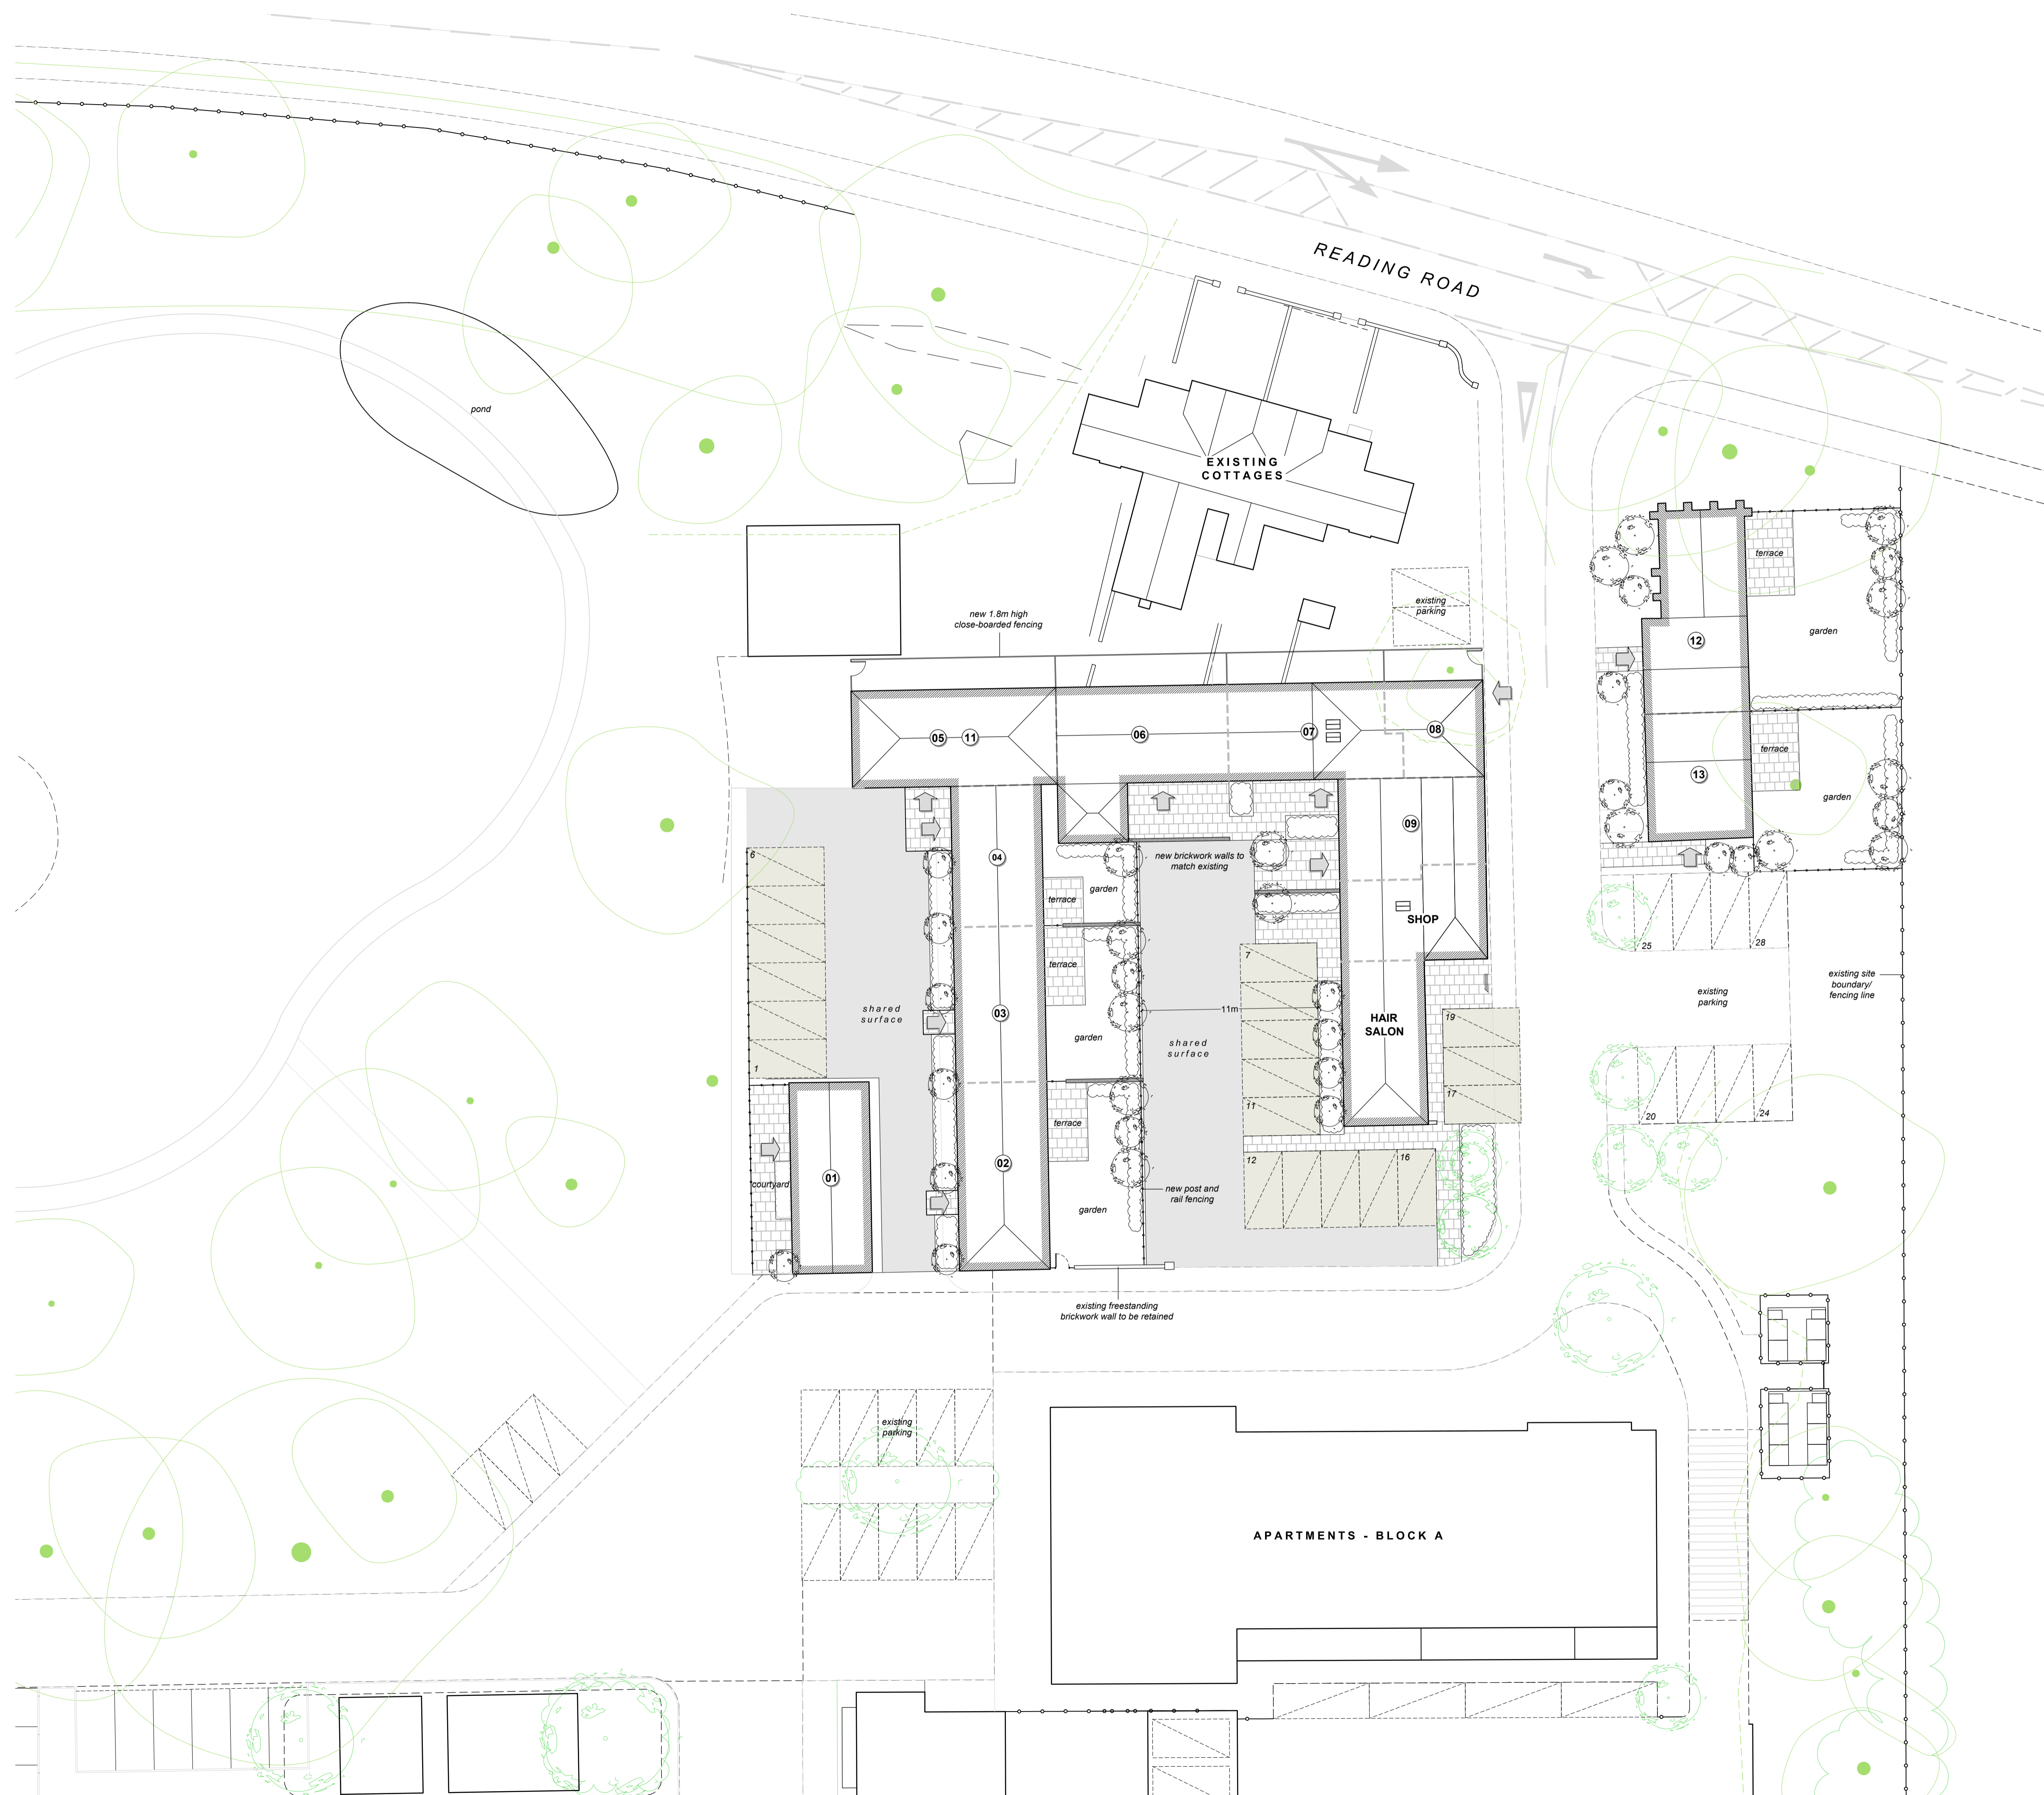 READING ROAD
pond
EXISTING
COTTAGES
new 1.8m high
close-boarded fencing
existing
parking
terrace
garden
12
05
11
06
07
08
terrace
13
garden
09
6
04
new brickwork walls to
match existing
garden
terrace
SHOP
25
28
7
terrace
existing site
boundary/
fencing line
existing
parking
shared
surface
03
11m
HAIR
SALON
19
garden
shared
surface
1
17
11
20
24
terrace
12
16
02
01
courtyard
new post and
rail fencing
garden
existing freestanding
brickwork wall to be retained
existing
parking
APARTMENTS - BLOCK A